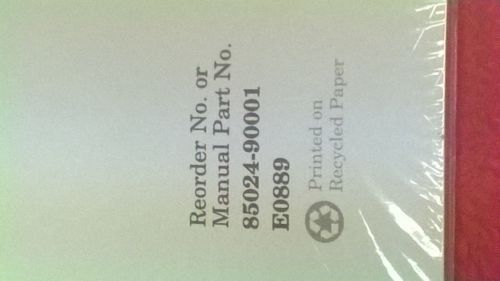 Reorder No. or
Manual Part No.
85024-90001
E0889
Printed on
Recycled Paper